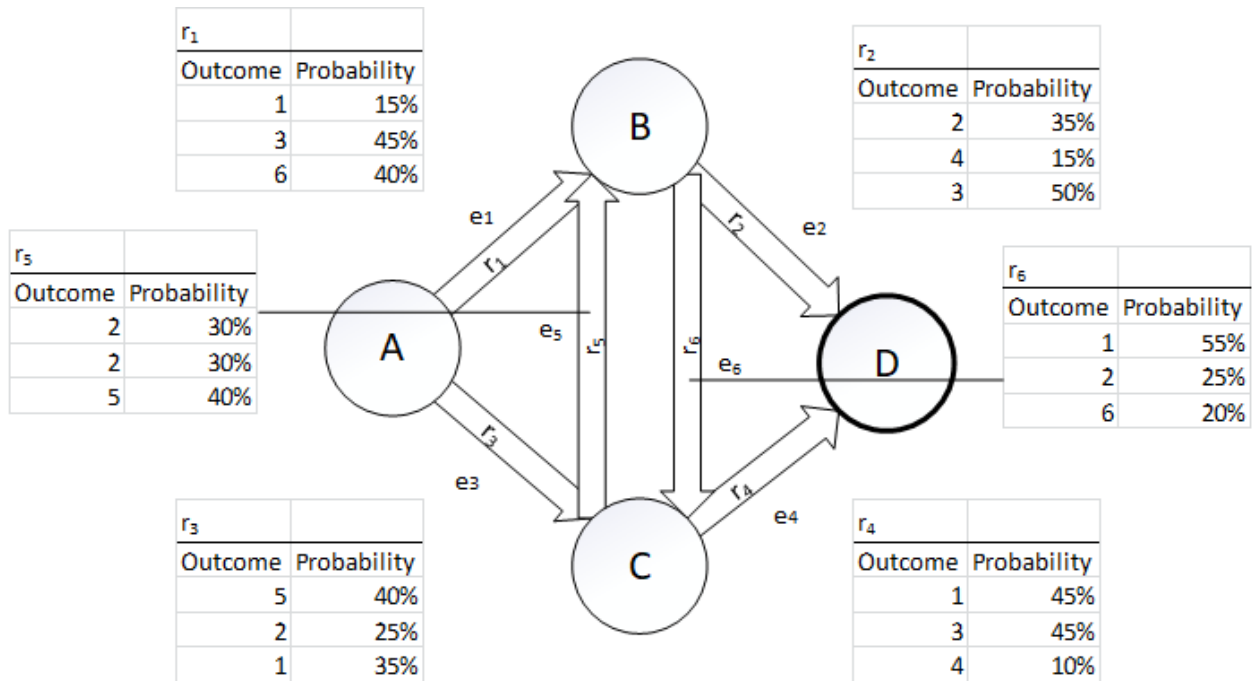 r₁
Outcome Probability
1 15%
3 45%
6 40%
r₂
Outcome Probability
2 35%
4 15%
3 50%
B
e1
r₁
r₂
e2
r₅
Outcome Probability
2 30%
2 30%
5 40%
r₆
Outcome Probability
1 55%
2 25%
6 20%
A
e₅
r₅
r₆
e₆
D
r₃
e3
r₄
e4
C
r₃
Outcome Probability
5 40%
2 25%
1 35%
r₄
Outcome Probability
1 45%
3 45%
4 10%